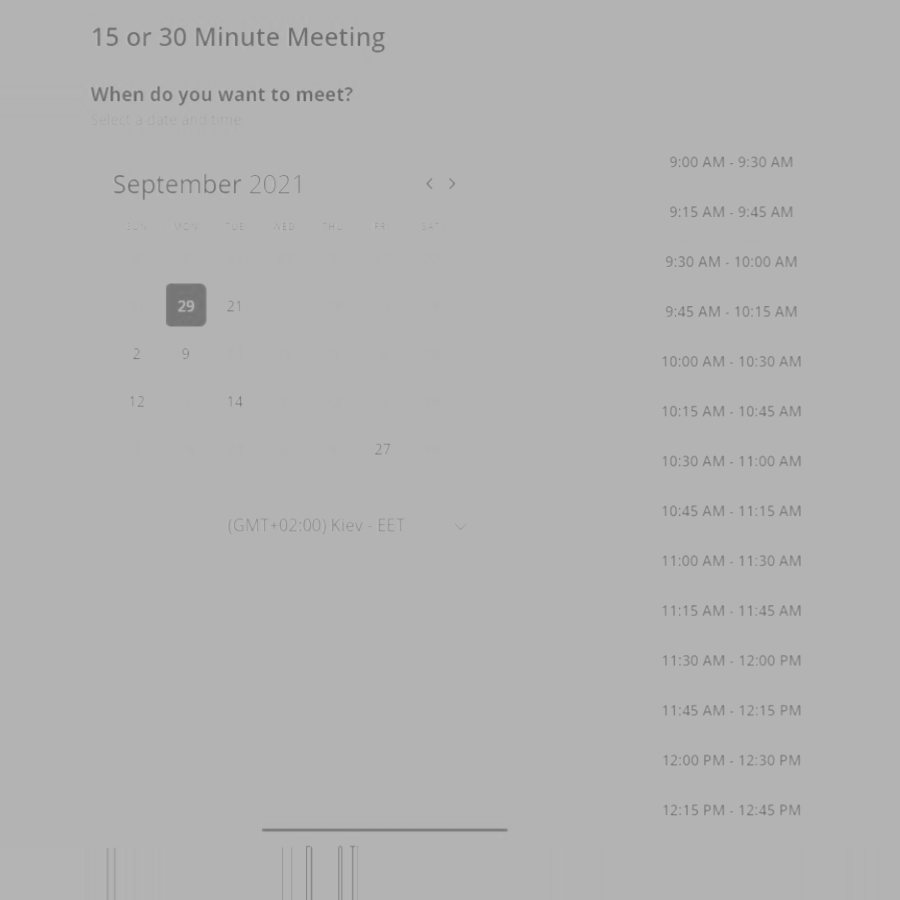 15 or 30 Minute Meeting
When do you want to meet?
Select a date and time
September 2021
SUN MON TUE WED THU FRI SAT
29 21
2 9
12 14
27
(GMT+02:00) Kiev - EET
9:00 AM - 9:30 AM
9:15 AM - 9:45 AM
9:30 AM - 10:00 AM
9:45 AM - 10:15 AM
10:00 AM - 10:30 AM
10:15 AM - 10:45 AM
10:30 AM - 11:00 AM
10:45 AM - 11:15 AM
11:00 AM - 11:30 AM
11:15 AM - 11:45 AM
11:30 AM - 12:00 PM
11:45 AM - 12:15 PM
12:00 PM - 12:30 PM
12:15 PM - 12:45 PM